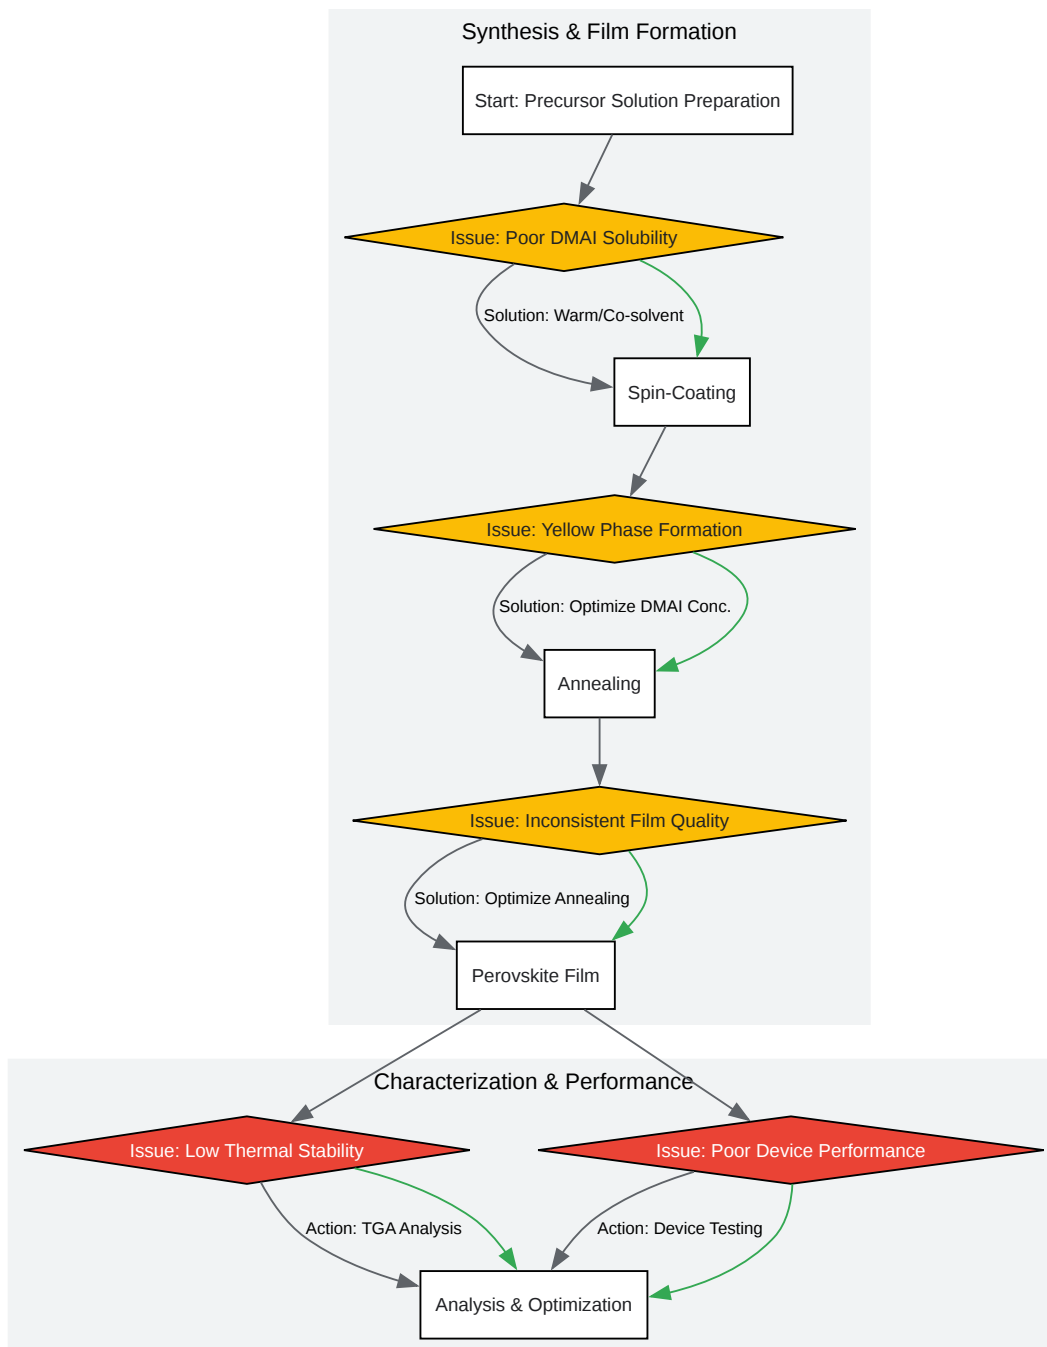 Synthesis & Film Formation
Start: Precursor Solution Preparation
Issue: Poor DMAI Solubility
Solution: Warm/Co-solvent
Spin-Coating
Issue: Yellow Phase Formation
Solution: Optimize DMAI Conc.
Annealing
Issue: Inconsistent Film Quality
Solution: Optimize Annealing
Perovskite Film
Characterization & Performance
Issue: Low Thermal Stability
Issue: Poor Device Performance
Action: TGA Analysis
Action: Device Testing
Analysis & Optimization